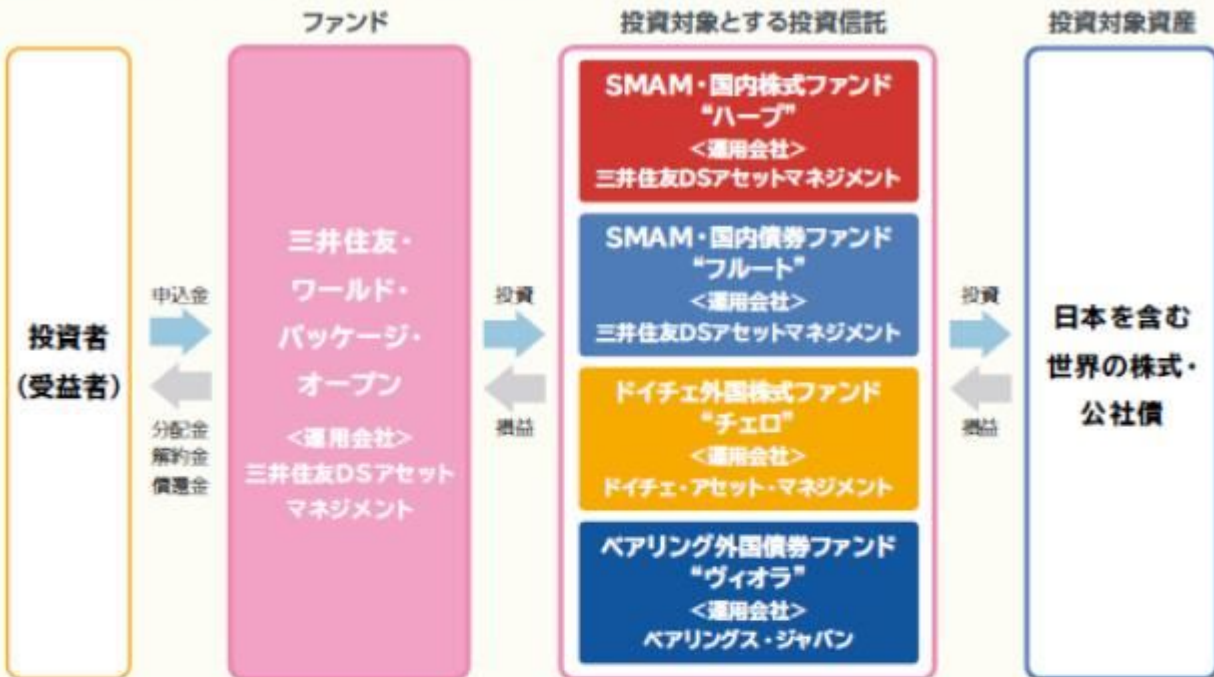 ファンド
投資対象とする投資信託
投資対象資産
投資者
(受益者)
申込金
分配金
解約金
償還金
三井住友・
ワールド・
パッケージ・
オープン
<運用会社>
三井住友DSアセット
マネジメント
投資
損益
SMAM・国内株式ファンド
“ハープ”
<運用会社>
三井住友DSアセットマネジメント
SMAM・国内債券ファンド
“フルート”
<運用会社>
三井住友DSアセットマネジメント
ドイチェ外国株式ファンド
“チェロ”
<運用会社>
ドイチェ・アセット・マネジメント
ベアリング外国債券ファンド
“ヴィオラ”
<運用会社>
ベアリングス・ジャパン
投資
損益
日本を含む
世界の株式・
公社債